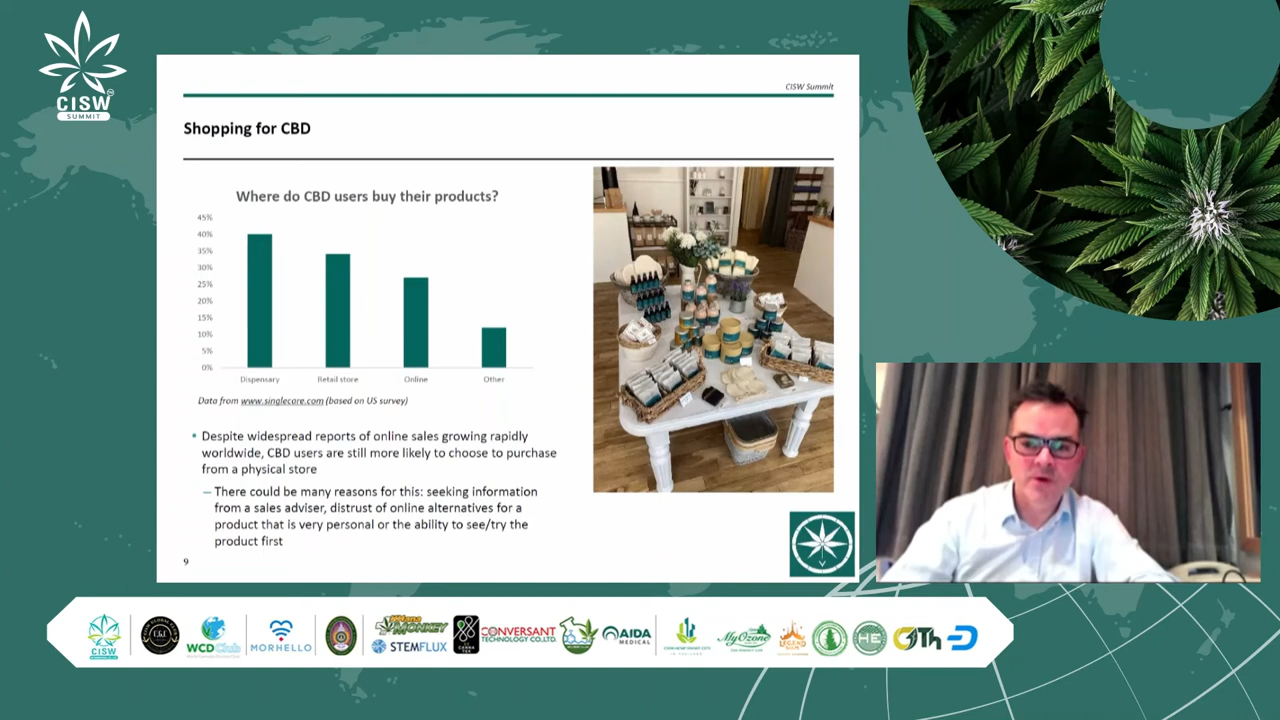 CISW
SUMMIT
CISW Summit
Shopping for CBD
Where do CBD users buy their products?
45%
40%
35%
30%
25%
20%
15%
10%
5%
0%
Dispensary Retail store Online Other
Data from www.singlecare.com (based on US survey)
• Despite widespread reports of online sales growing rapidly
worldwide, CBD users are still more likely to choose to purchase
from a physical store
– There could be many reasons for this: seeking information
from a sales adviser, distrust of online alternatives for a
product that is very personal or the ability to see/try the
product first
9
CISW
WCDClub
MORHELLO
MONKEY
STEMFLUX
CONVERSANT
TECHNOLOGY CO.LTD.
AIDA
MEDICAL
MyOzone
LEGEND
HE
GTh